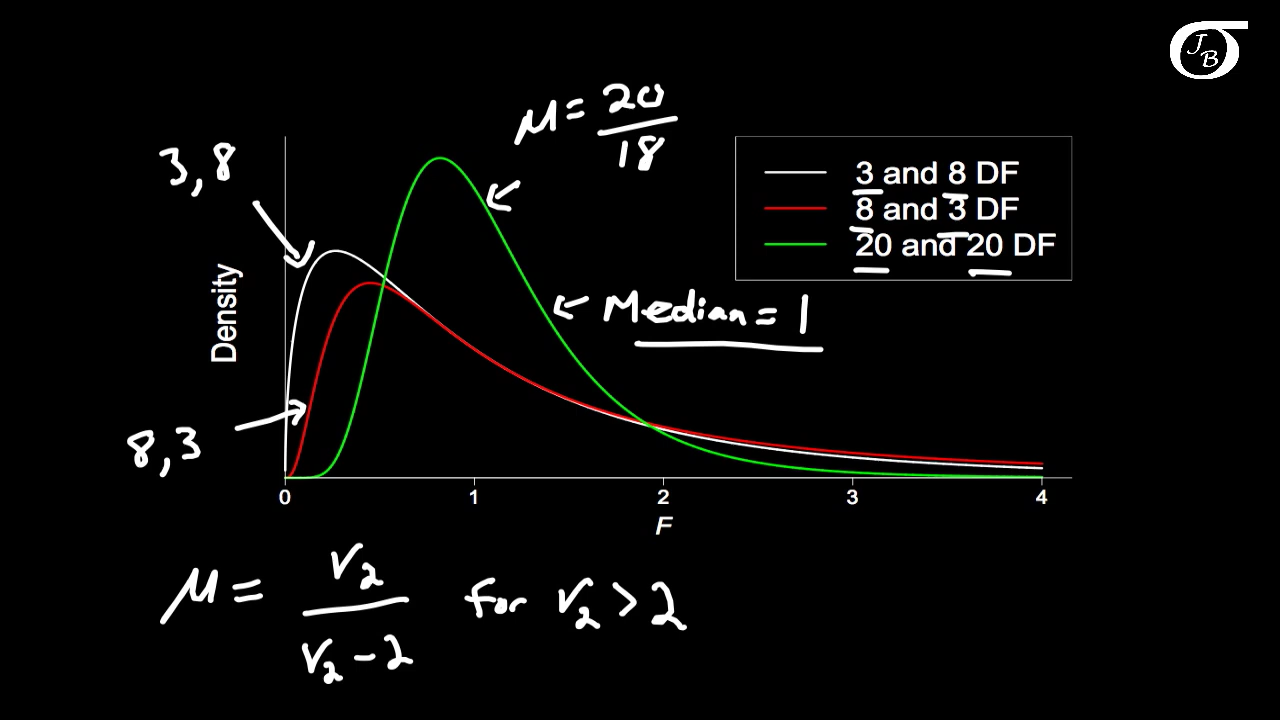 J
B
μ = 20/18
3,8
3 and 8 DF
8 and 3 DF
20 and 20 DF
Density
Median = 1
8,3
0 1 2 3 4
F
μ = ν₂/(ν₂ - 2) for ν₂ > 2